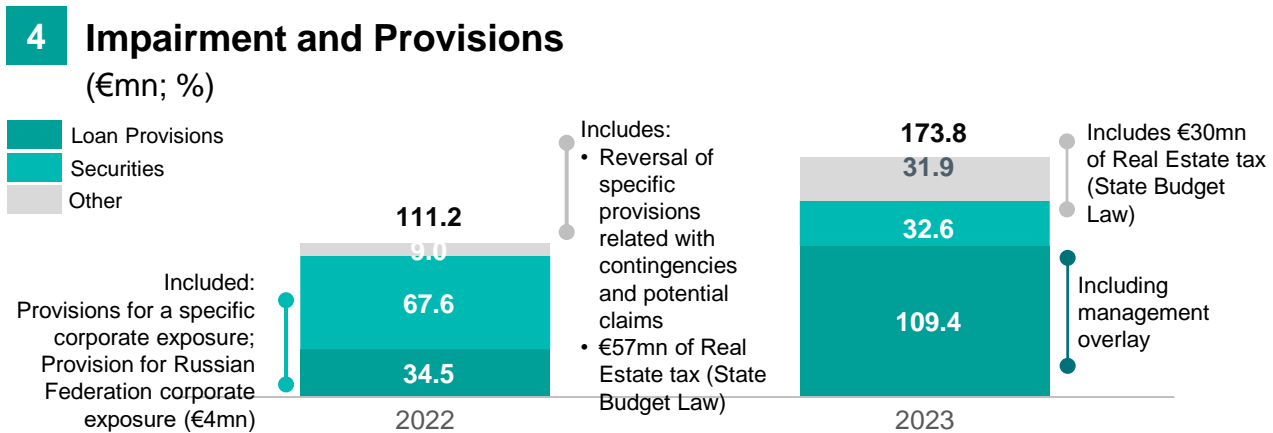 4 Impairment and Provisions
(€mn; %)
Loan Provisions
Securities
Other
111.2
9.0
67.6
34.5
2022
Included:
Provisions for a specific
corporate exposure;
Provision for Russian
Federation corporate
exposure (€4mn)
Includes:
• Reversal of
specific
provisions
related with
contingencies
and potential
claims
• €57mn of Real
Estate tax (State
Budget Law)
173.8
31.9
32.6
109.4
2023
Includes €30mn
of Real Estate tax
(State Budget
Law)
Including
management
overlay